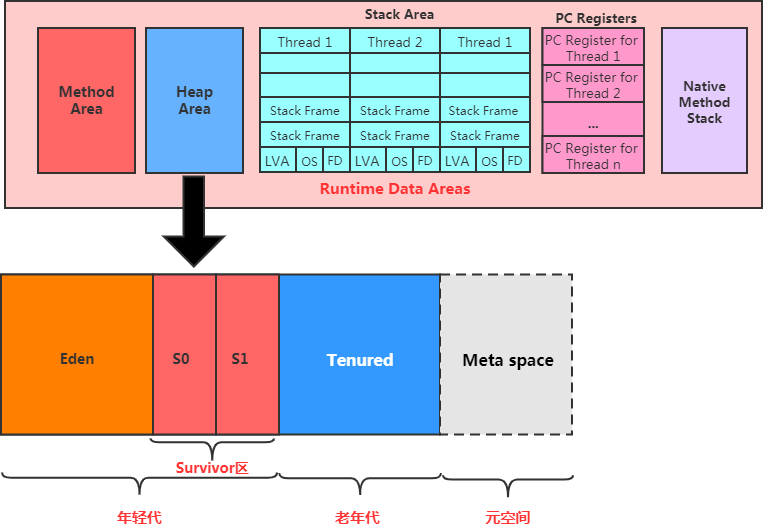 Stack Area
PC Registers
Method
Area
Heap
Area
Thread 1
Thread 2
Thread 1
Stack Frame
Stack Frame
Stack Frame
Stack Frame
Stack Frame
Stack Frame
LVA
OS
FD
LVA
OS
FD
LVA
OS
FD
PC Register for
Thread 1
PC Register for
Thread 2
...
PC Register for
Thread n
Native
Method
Stack
Runtime Data Areas
Eden
S0
S1
Tenured
Meta space
Survivor区
年轻代
老年代
元空间